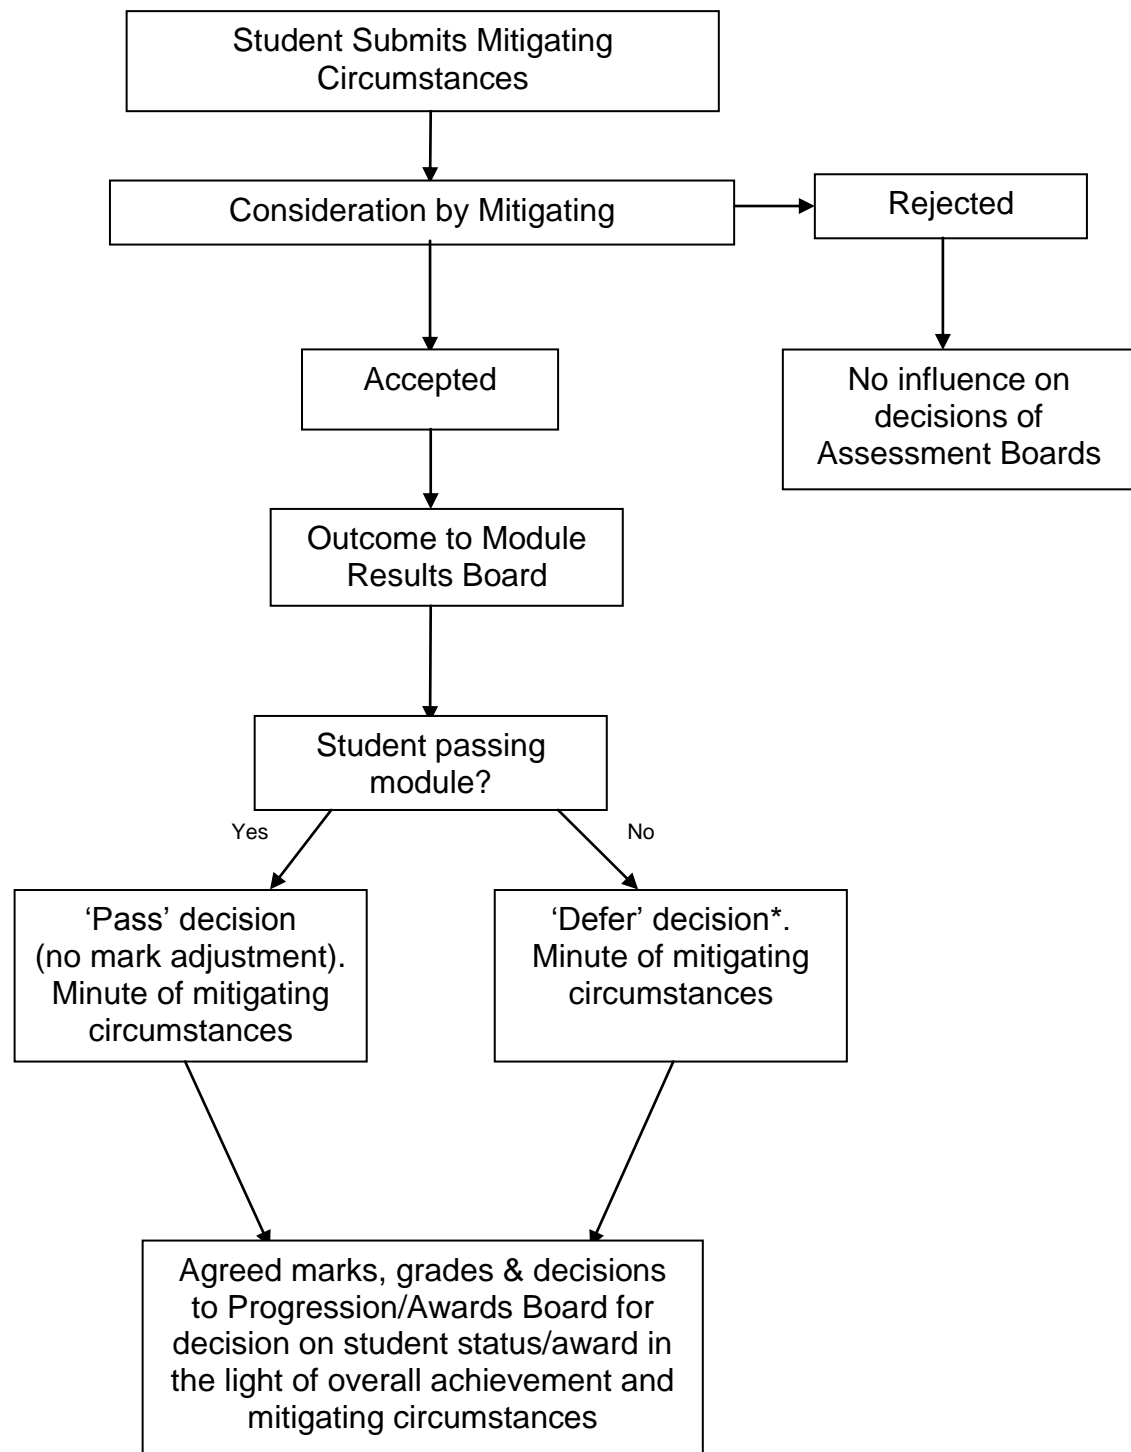 Student Submits Mitigating
Circumstances
Consideration by Mitigating
Rejected
Accepted
No influence on
decisions of
Assessment Boards
Outcome to Module
Results Board
Student passing
module?
Yes
No
‘Pass’ decision
(no mark adjustment).
Minute of mitigating
circumstances
‘Defer’ decision*.
Minute of mitigating
circumstances
Agreed marks, grades & decisions
to Progression/Awards Board for
decision on student status/award in
the light of overall achievement and
mitigating circumstances